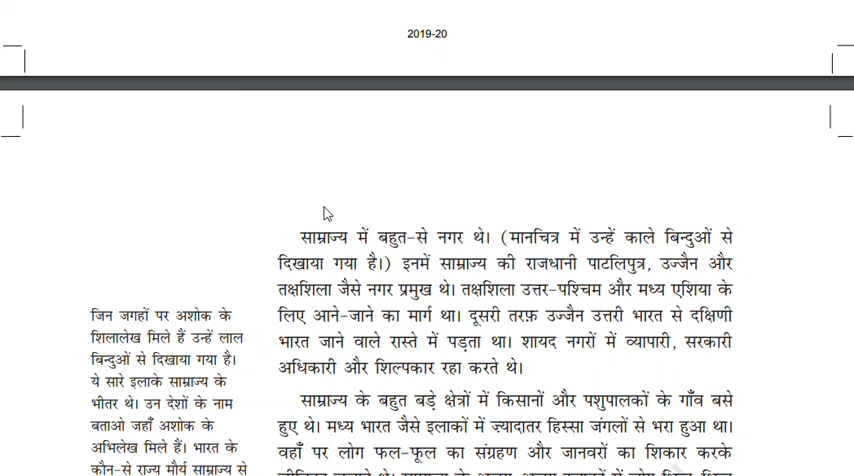 2019-20
साम्राज्य में बहुत-से नगर थे। (मानचित्र में उन्हें काले बिन्दुओं से
दिखाया गया है।) इनमें साम्राज्य की राजधानी पाटलिपुत्र, उज्जैन और
तक्षशिला जैसे नगर प्रमुख थे। तक्षशिला उत्तर-पश्चिम और मध्य एशिया के
लिए आने-जाने का मार्ग था। दूसरी तरफ़ उज्जैन उत्तरी भारत से दक्षिणी
भारत जाने वाले रास्ते में पड़ता था। शायद नगरों में व्यापारी, सरकारी
अधिकारी और शिल्पकार रहा करते थे।
साम्राज्य के बहुत बड़े क्षेत्रों में किसानों और पशुपालकों के गाँव बसे
हुए थे। मध्य भारत जैसे इलाकों में ज़्यादातर हिस्सा जंगलों से भरा हुआ था।
वहाँ पर लोग फल-फूल का संग्रहण और जानवरों का शिकार करके
जिन जगहों पर अशोक के
शिलालेख मिले हैं उन्हें लाल
बिन्दुओं से दिखाया गया है।
ये सारे इलाके साम्राज्य के
भीतर थे। उन देशों के नाम
बताओ जहाँ अशोक के
अभिलेख मिले हैं। भारत के
कौन-से राज्य मौर्य साम्राज्य से